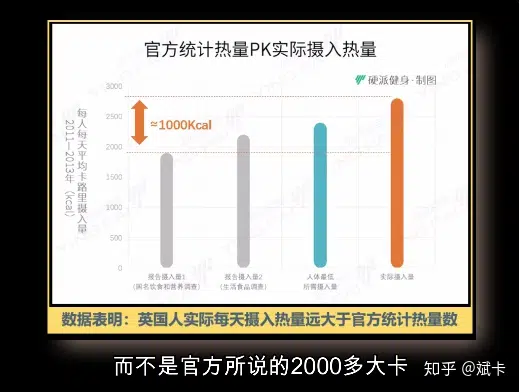 官方统计热量PK实际摄入热量
硬派健身·制图
每人每天平均卡路里摄入量
2011—2013年（kcal）
3000
2500
2000
1500
1000
500
0
≈1000Kcal
报告摄入量1
(匿名饮食和营养调查)
报告摄入量2
(生活食品调查)
人体最低
所需摄入量
实际摄入量
数据表明：英国人实际每天摄入热量远大于官方统计热量数
而不是官方所说的2000多大卡
知乎 @斌卡